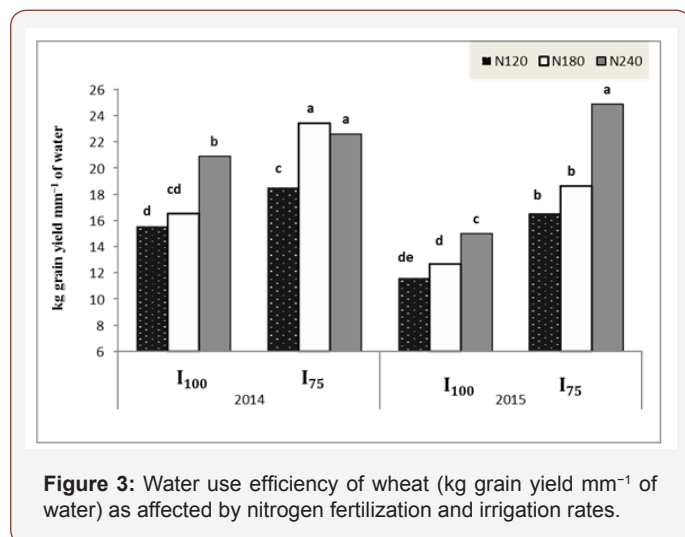 N120 N180 N240
kg grain yield mm⁻¹ of water
26
24
22
20
18
16
14
12
10
8
6
d cd b c a a de d c b b a
I₁₀₀ I₇₅ I₁₀₀ I₇₅
2014 2015
Figure 3: Water use efficiency of wheat (kg grain yield mm⁻¹ of
water) as affected by nitrogen fertilization and irrigation rates.